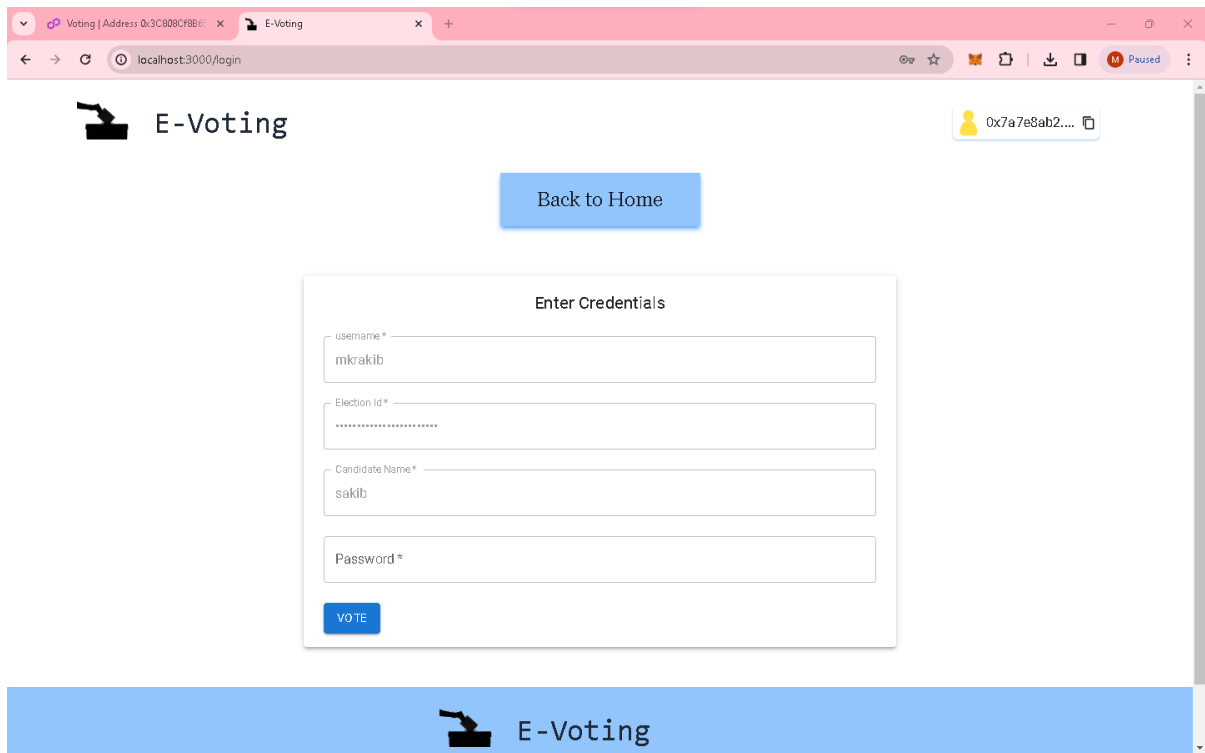 Voting | Address 0x3C808Cf8B6
E-Voting
localhost:3000/login
M Paused
E-Voting
0x7a7e8ab2....
Back to Home
Enter Credentials
username *
mkrakib
Election Id *
Candidate Name *
sakib
Password *
VOTE
E-Voting